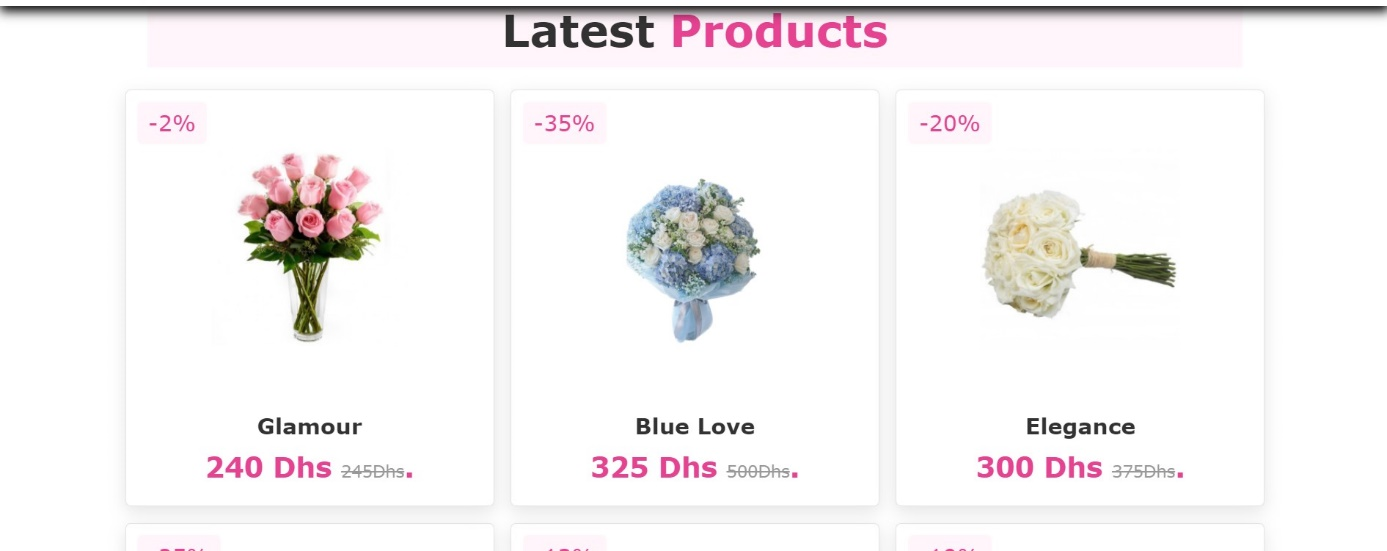 Latest Products
-2%
-35%
-20%
Glamour
Blue Love
Elegance
240 Dhs 245Dhs.
325 Dhs 500Dhs.
300 Dhs 375Dhs.